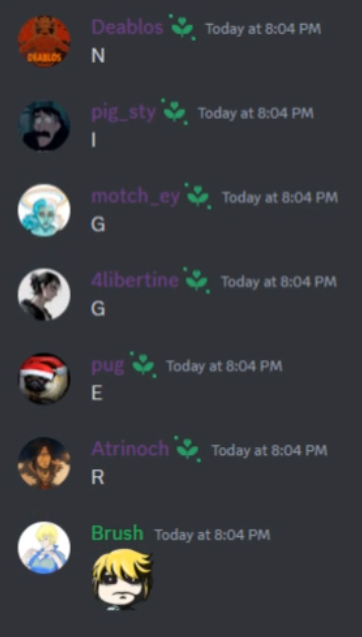 Deablos Today at 8:04 PM
N
pig_sty Today at 8:04 PM
I
motch_ey Today at 8:04 PM
G
4libertine Today at 8:04 PM
G
pug Today at 8:04 PM
E
Atrinoch Today at 8:04 PM
R
Brush Today at 8:04 PM
DEABLOS